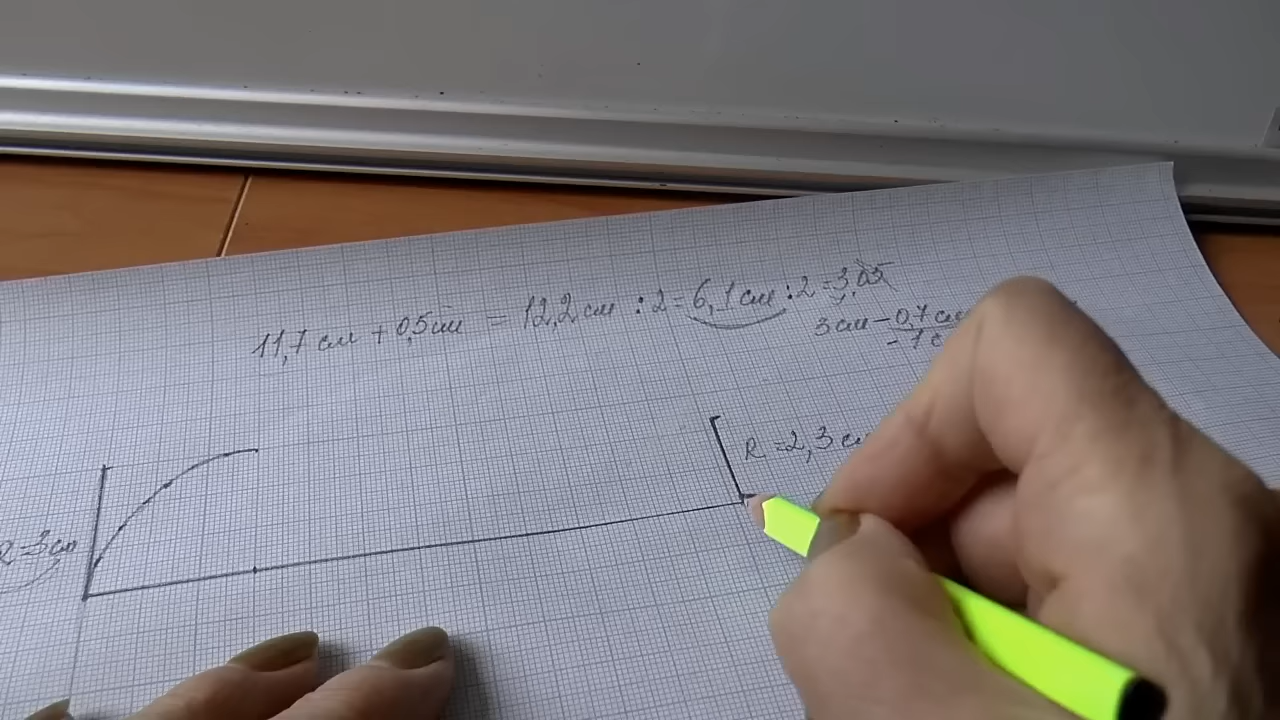 11,7 см + 0,5 см = 12,2 см : 2 = 6,1 см : 2 = 3,05
3 см - 0,7 см
- 1 с
R = 2,3 см
R = 3 см